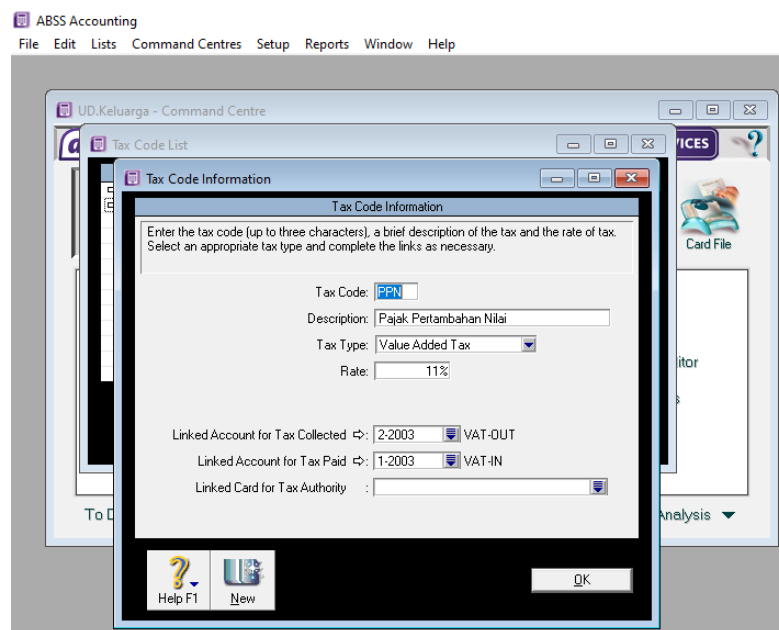 ABSS Accounting
File Edit Lists Command Centres Setup Reports Window Help
UD.Keluarga - Command Centre
Tax Code List
VICES
Tax Code Information
Tax Code Information
Enter the tax code (up to three characters), a brief description of the tax and the rate of tax.
Select an appropriate tax type and complete the links as necessary.
Card File
Tax Code: PPN
Description: Pajak Pertambahan Nilai
Tax Type: Value Added Tax
Rate: 11%
itor
s
Linked Account for Tax Collected ⇨: 2-2003 VAT-OUT
Linked Account for Tax Paid ⇨: 1-2003 VAT-IN
Linked Card for Tax Authority :
To D
Analysis
Help F1 New
OK